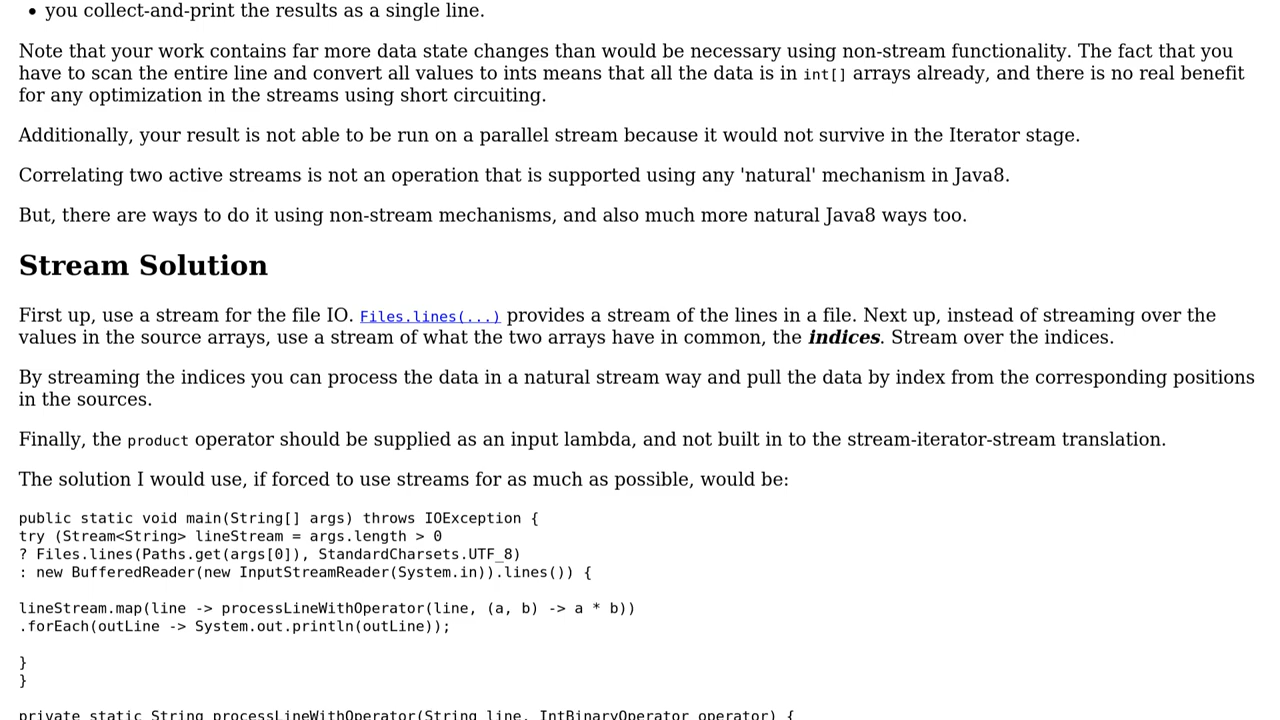 • you collect-and-print the results as a single line.
Note that your work contains far more data state changes than would be necessary using non-stream functionality. The fact that you
have to scan the entire line and convert all values to ints means that all the data is in int[] arrays already, and there is no real benefit
for any optimization in the streams using short circuiting.
Additionally, your result is not able to be run on a parallel stream because it would not survive in the Iterator stage.
Correlating two active streams is not an operation that is supported using any 'natural' mechanism in Java8.
But, there are ways to do it using non-stream mechanisms, and also much more natural Java8 ways too.
Stream Solution
First up, use a stream for the file IO. Files.lines(...) provides a stream of the lines in a file. Next up, instead of streaming over the
values in the source arrays, use a stream of what the two arrays have in common, the indices. Stream over the indices.
By streaming the indices you can process the data in a natural stream way and pull the data by index from the corresponding positions
in the sources.
Finally, the product operator should be supplied as an input lambda, and not built in to the stream-iterator-stream translation.
The solution I would use, if forced to use streams for as much as possible, would be:
public static void main(String[] args) throws IOException {
try (Stream<String> lineStream = args.length > 0
? Files.lines(Paths.get(args[0]), StandardCharsets.UTF_8)
: new BufferedReader(new InputStreamReader(System.in)).lines()) {
lineStream.map(line -> processLineWithOperator(line, (a, b) -> a * b))
.forEach(outLine -> System.out.println(outLine));
}
}
private static String processLineWithOperator(String line, IntBinaryOperator operator) {